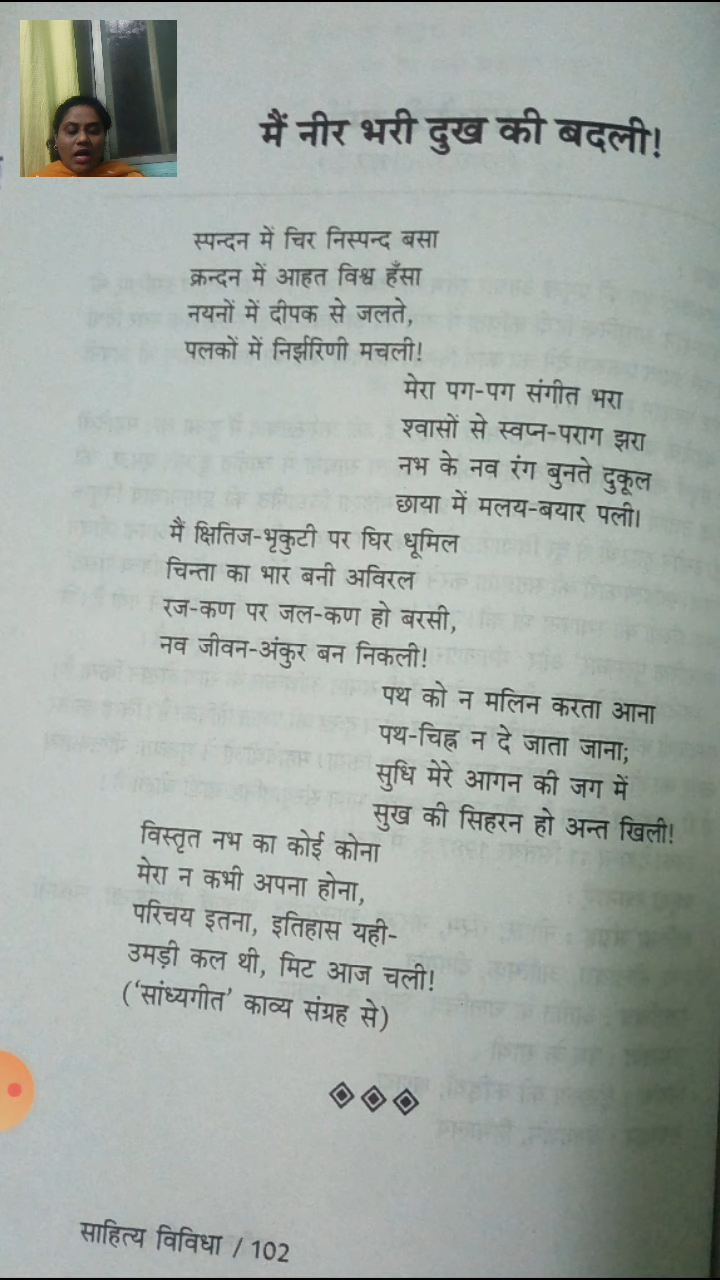 मैं नीर भरी दुख की बदली!
स्पन्दन में चिर निस्पन्द बसा
क्रन्दन में आहत विश्व हँसा
नयनों में दीपक से जलते,
पलकों में निर्झरिणी मचली!
मेरा पग-पग संगीत भरा
श्वासों से स्वप्न-पराग झरा
नभ के नव रंग बुनते दुकूल
छाया में मलय-बयार पली।
मैं क्षितिज-भृकुटी पर घिर धूमिल
चिन्ता का भार बनी अविरल
रज-कण पर जल-कण हो बरसी,
नव जीवन-अंकुर बन निकली!
पथ को न मलिन करता आना
पथ-चिह्न न दे जाता जाना;
सुधि मेरे आगन की जग में
सुख की सिहरन हो अन्त खिली!
विस्तृत नभ का कोई कोना
मेरा न कभी अपना होना,
परिचय इतना, इतिहास यही-
उमड़ी कल थी, मिट आज चली!
('सांध्यगीत' काव्य संग्रह से)
साहित्य विविधा / 102